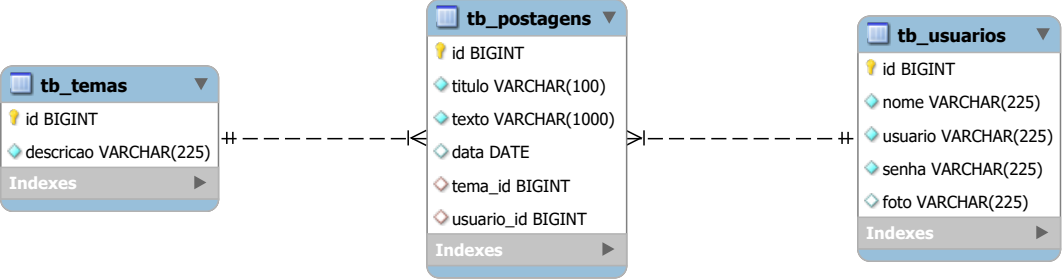 tb_temas
id BIGINT
descricao VARCHAR(225)
Indexes
tb_postagens
id BIGINT
titulo VARCHAR(100)
texto VARCHAR(1000)
data DATE
tema_id BIGINT
usuario_id BIGINT
Indexes
tb_usuarios
id BIGINT
nome VARCHAR(225)
usuario VARCHAR(225)
senha VARCHAR(225)
foto VARCHAR(225)
Indexes